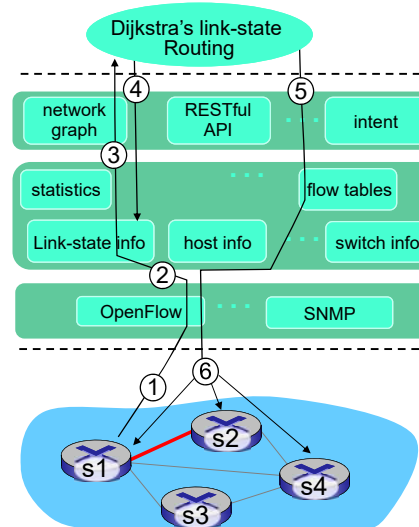 Dijkstra's link-state
Routing
4
5
network
graph
RESTful
API
. . .
intent
3
statistics
. . .
flow tables
Link-state info
host info
. . .
switch info
2
OpenFlow
. . .
SNMP
1
6
s2
s1
s4
s3